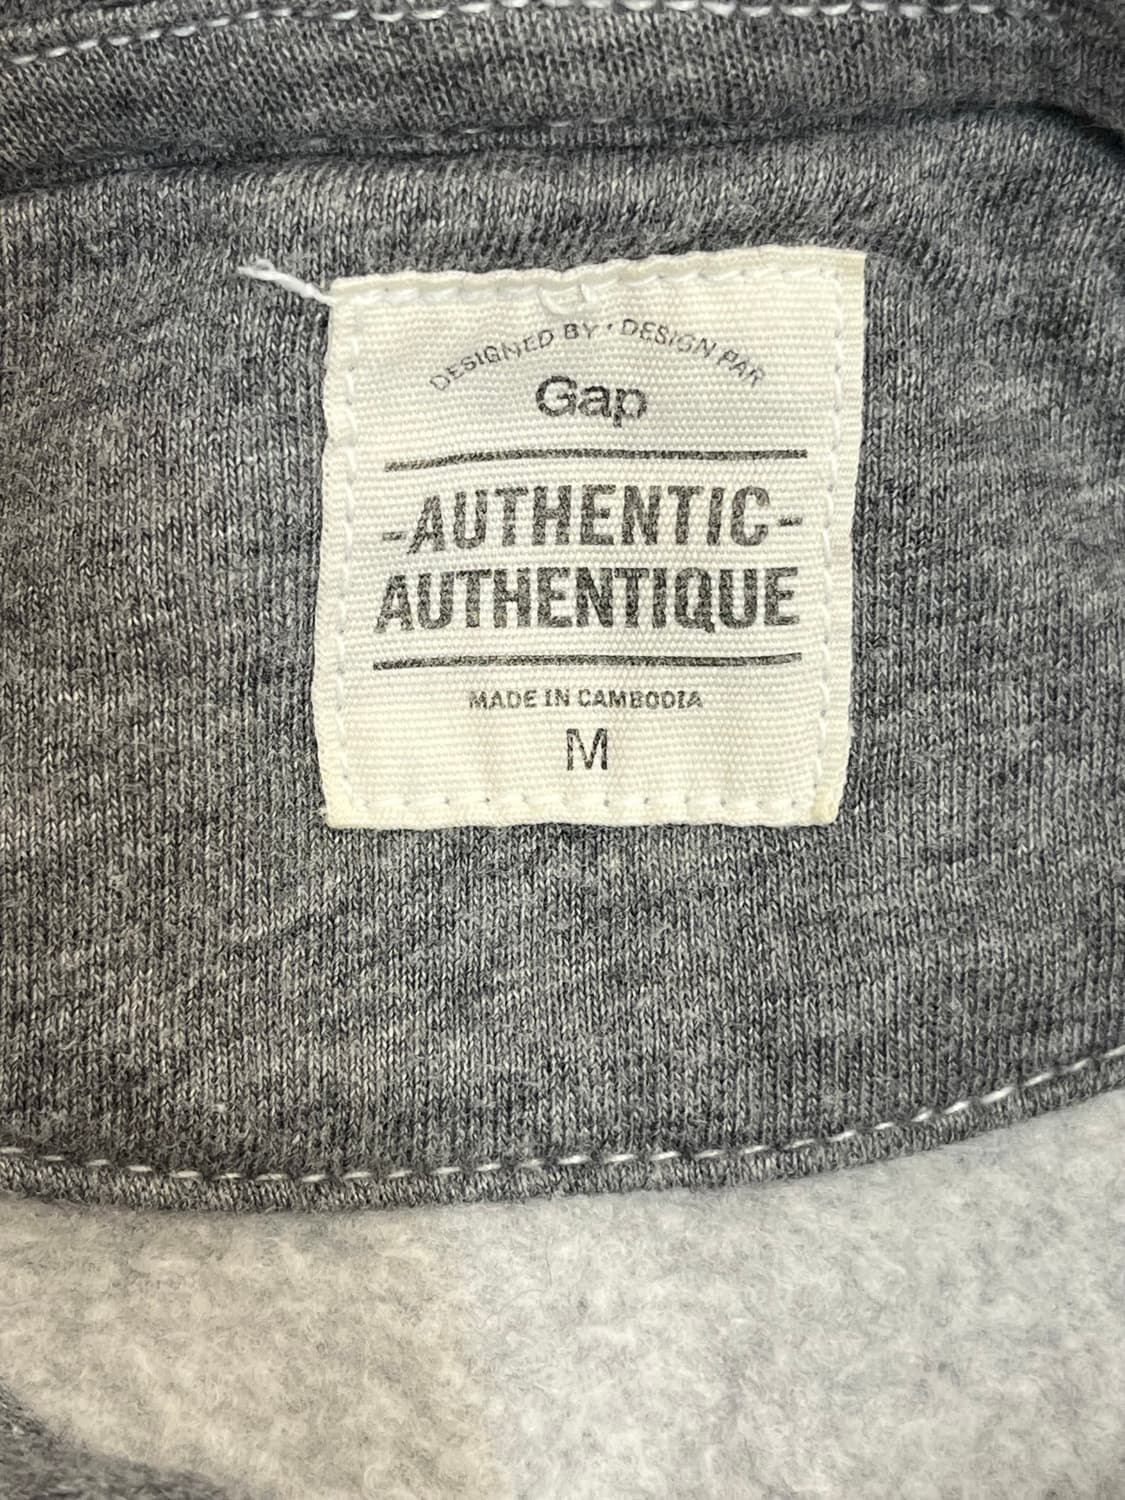 DESIGNED BY · DESIGN PAR
Gap
-AUTHENTIC-
AUTHENTIQUE
MADE IN CAMBODIA
M